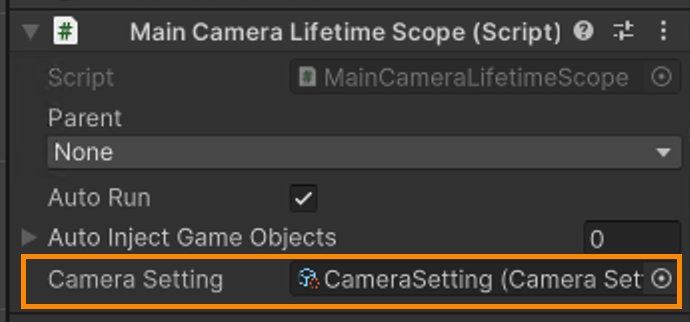 # Main Camera Lifetime Scope (Script) ?
Script # MainCameraLifetimeScope
Parent
None
Auto Run
Auto Inject Game Objects 0
Camera Setting CameraSetting (Camera Set